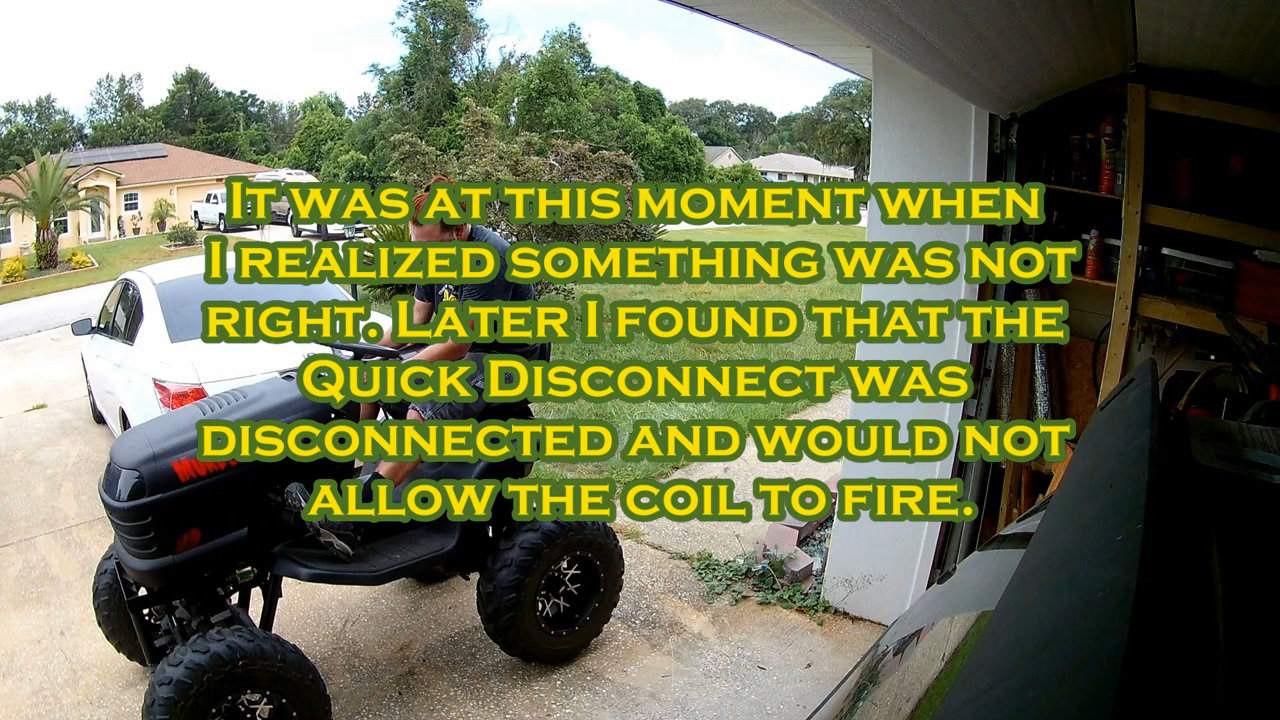 It was at this moment when
I realized something was not
right. Later I found that the
Quick Disconnect was
disconnected and would not
allow the coil to fire.